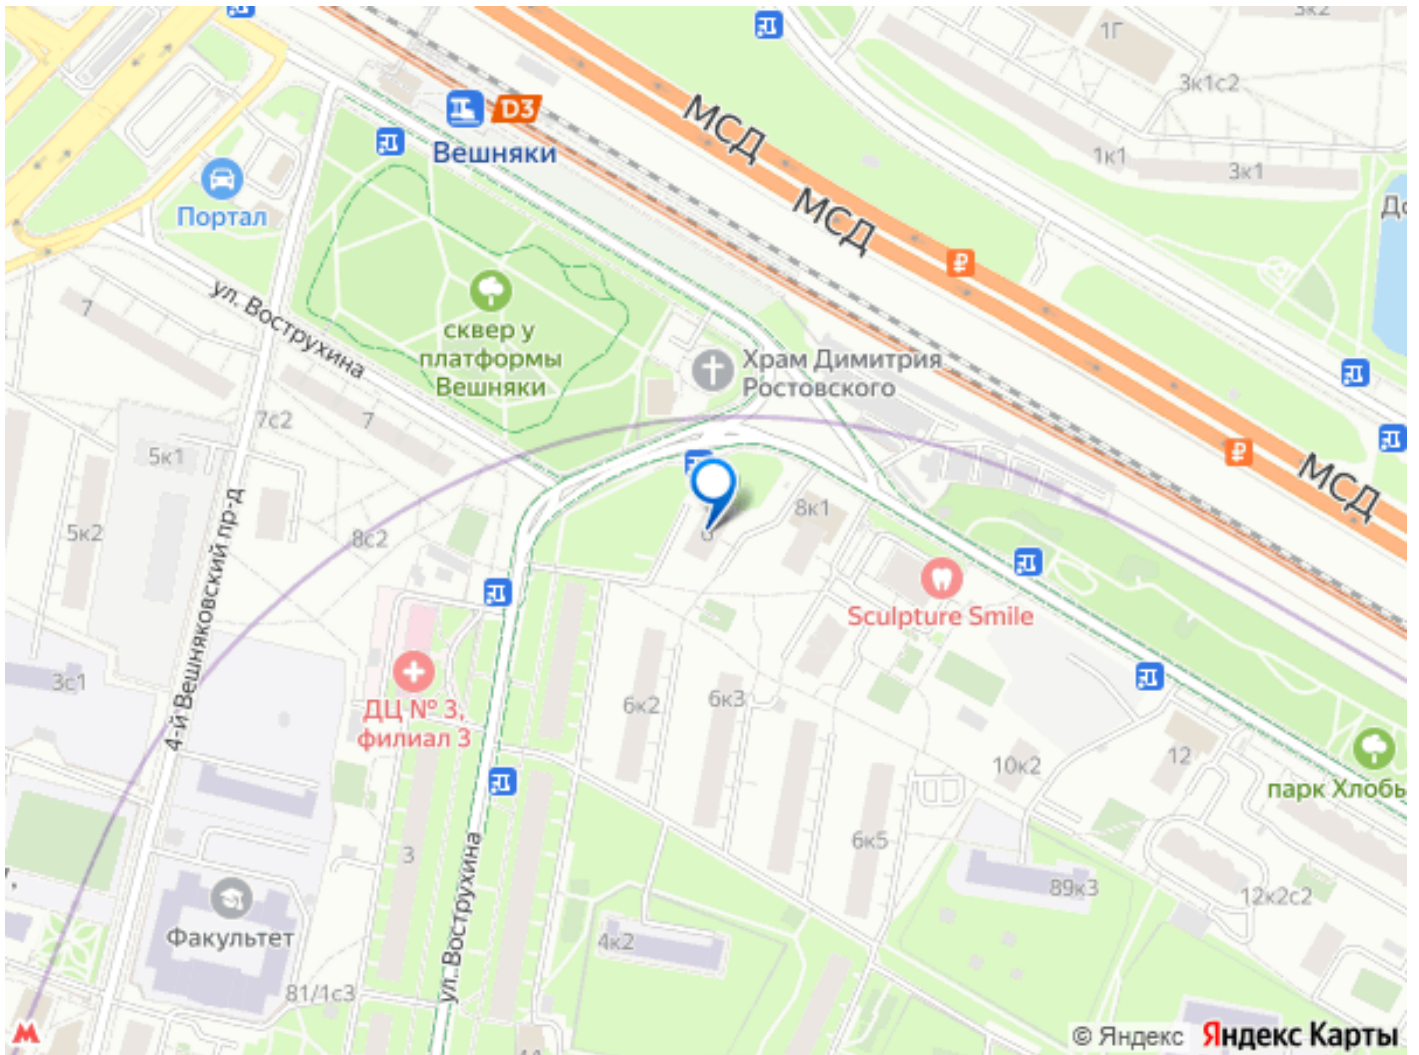 3к2
1Г
3к1с2
D3
МСД
Вешняки
1к1
3к1
МСД
Портал
₽
ул. Вострухина
7
сквер у
платформы
Вешняки
Храм Димитрия
Ростовского
7с2
7
₽
МСД
5к1
5к2
8с2
8к1
4-й Вешняковский пр-д
Sculpture Smile
3с1
ДЦ № 3,
филиал 3
6к2
6к3
12
10к2
парк Хлобы
3
6к5
89к3
12к2с2
ул. Вострухина
Факультет
4к2
81/1с3
© Яндекс
Яндекс Карты